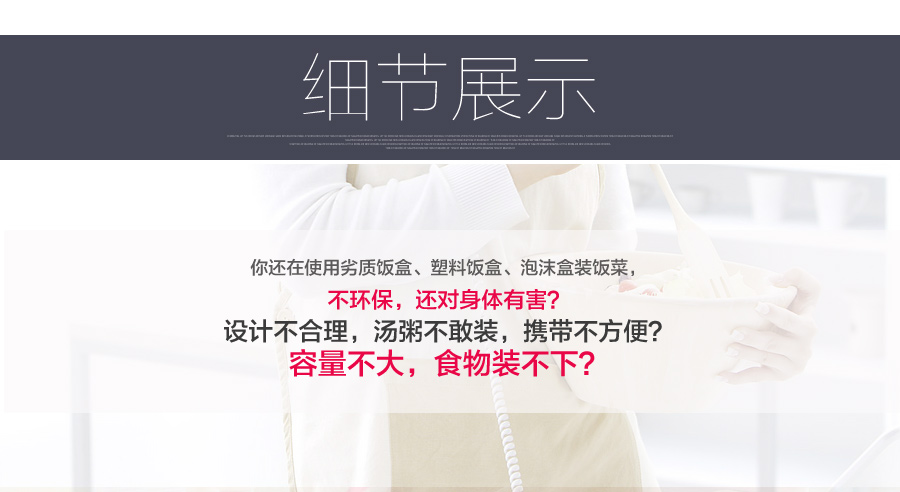 细节展示
你还在使用劣质饭盒、塑料饭盒、泡沫盒装饭菜，
不环保，还对身体有害？
设计不合理，汤粥不敢装，携带不方便？
容量不大，食物装不下？